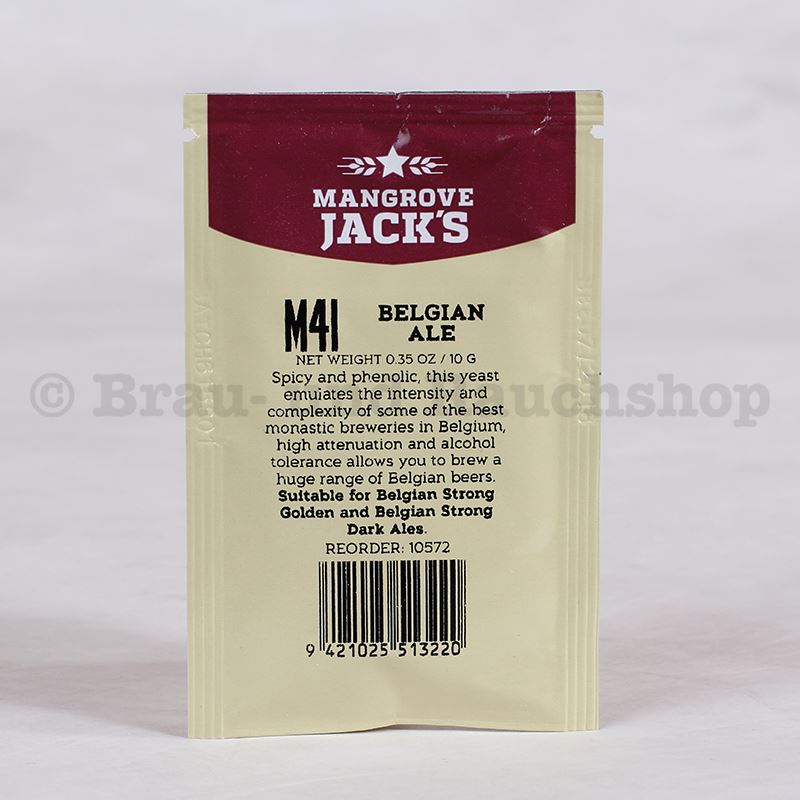 MANGROVE
JACK'S
M41
BELGIAN
ALE
NET WEIGHT 0.35 OZ / 10 G
Spicy and phenolic, this yeast
emulates the intensity and
complexity of some of the best
monastic breweries in Belgium,
high attenuation and alcohol
tolerance allows you to brew a
huge range of Belgian beers.
Suitable for Belgian Strong
Golden and Belgian Strong
Dark Ales.
REORDER: 10572
9 421025 513220
© Brau- auchshop